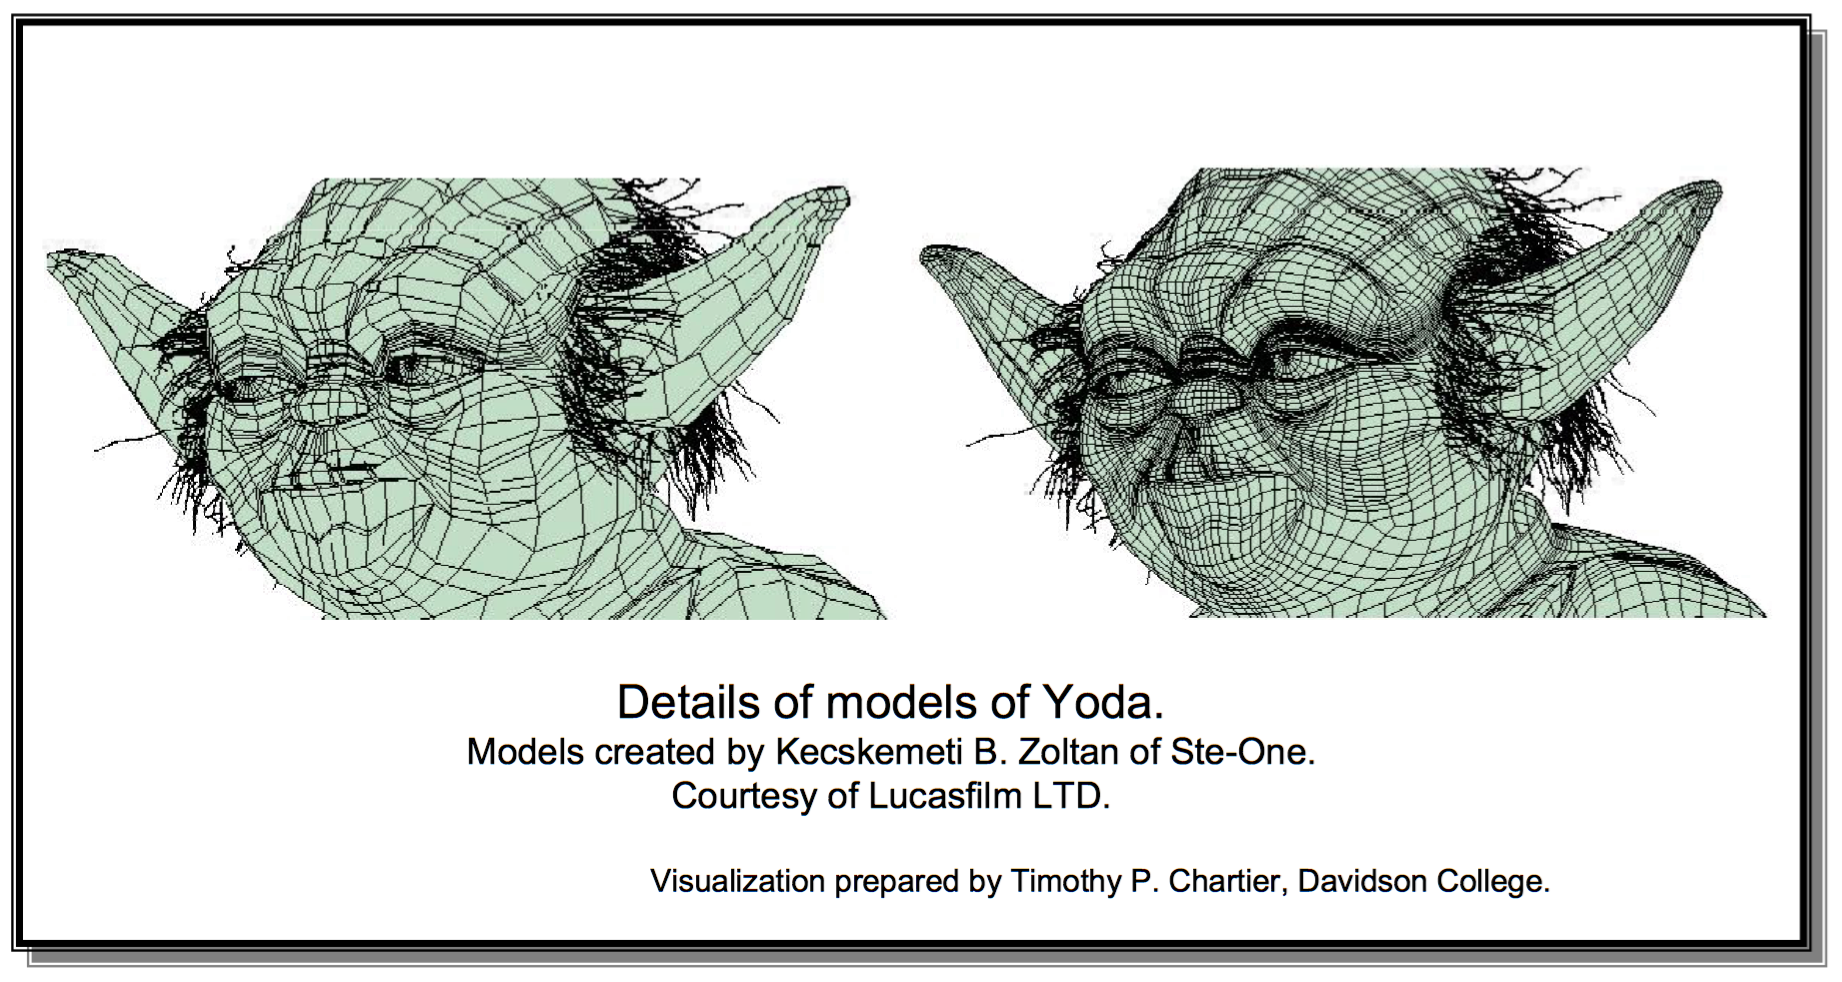 Details of models of Yoda.
Models created by Kecskemeti B. Zoltan of Ste-One.
Courtesy of Lucasfilm LTD.
Visualization prepared by Timothy P. Chartier, Davidson College.